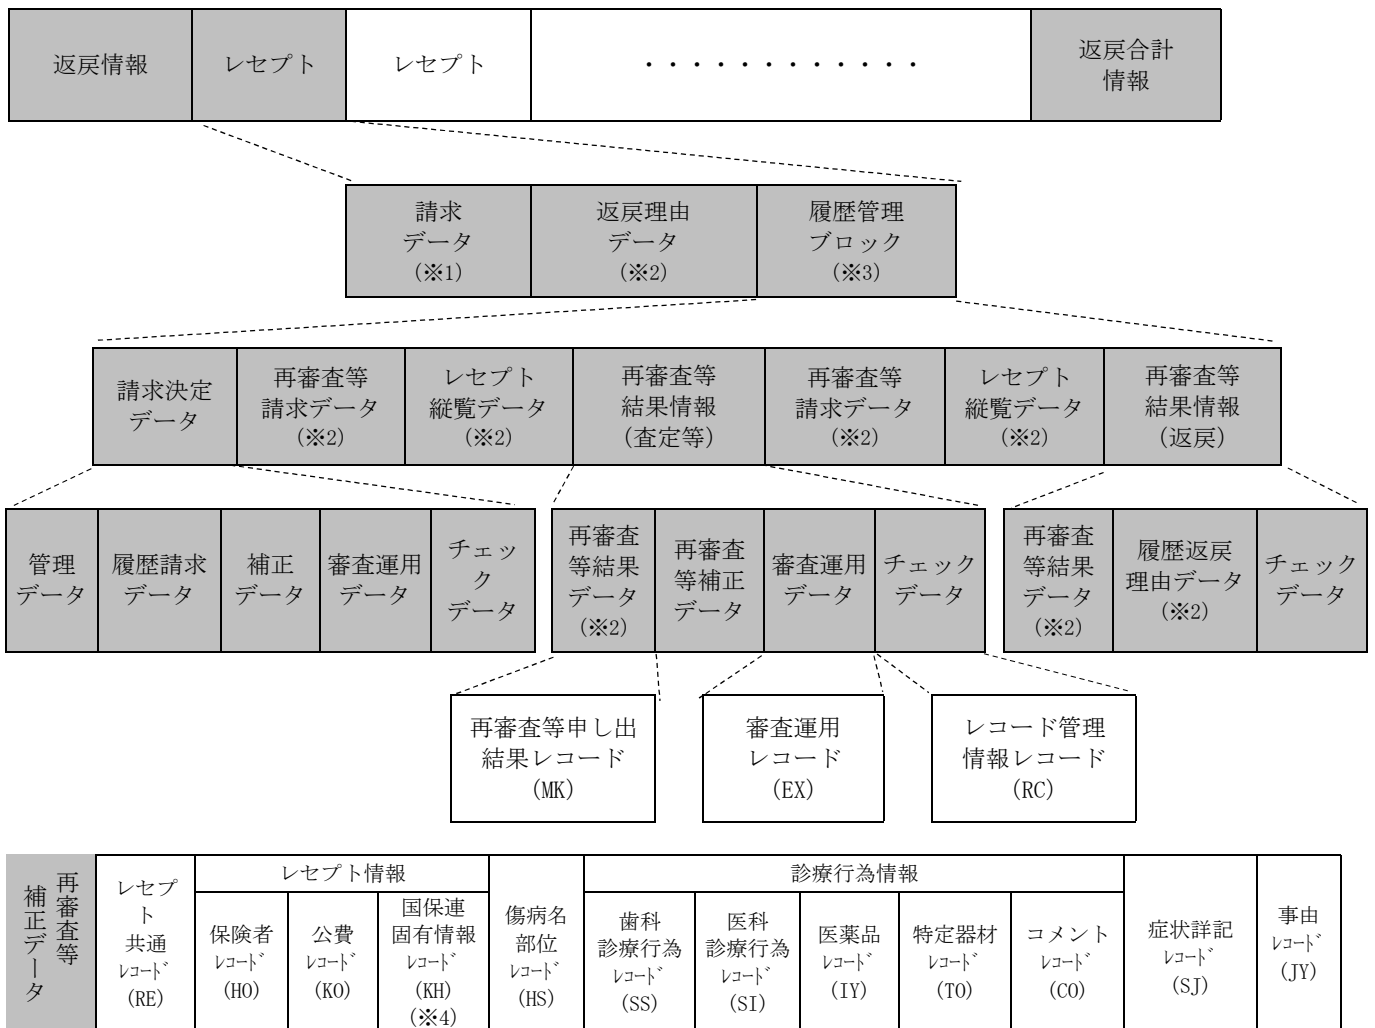 返戻情報
レセプト
レセプト
・・・・・・・・・・・・
返戻合計
情報
請求
データ
(※1)
返戻理由
データ
(※2)
履歴管理
ブロック
(※3)
請求決定
データ
再審査等
請求データ
(※2)
レセプト
縦覧データ
(※2)
再審査等
結果情報
(査定等)
再審査等
請求データ
(※2)
レセプト
縦覧データ
(※2)
再審査等
結果情報
(返戻)
管理
データ
履歴請求
データ
補正
データ
審査運用
データ
チェッ
ク
データ
再審査
等結果
データ
(※2)
再審査
等補正
データ
審査運用
データ
チェック
データ
再審査
等結果
データ
(※2)
履歴返戻
理由データ
(※2)
チェック
データ
再審査等申し出
結果レコード
(MK)
審査運用
レコード
(EX)
レコード管理
情報レコード
(RC)
再審査等
補正データ
レセプ
ト
共通
ﾚｺｰﾄﾞ
(RE)
レセプト情報
保険者
ﾚｺｰﾄﾞ
(HO)
公費
ﾚｺｰﾄﾞ
(KO)
国保連
固有情報
ﾚｺｰﾄﾞ
(KH)
(※4)
傷病名
部位
ﾚｺｰﾄﾞ
(HS)
診療行為情報
歯科
診療行為
ﾚｺｰﾄﾞ
(SS)
医科
診療行為
ﾚｺｰﾄﾞ
(SI)
医薬品
ﾚｺｰﾄﾞ
(IY)
特定器材
ﾚｺｰﾄﾞ
(TO)
コメント
ﾚｺｰﾄﾞ
(CO)
症状詳記
ﾚｺｰﾄﾞ
(SJ)
事由
ﾚｺｰﾄﾞ
(JY)